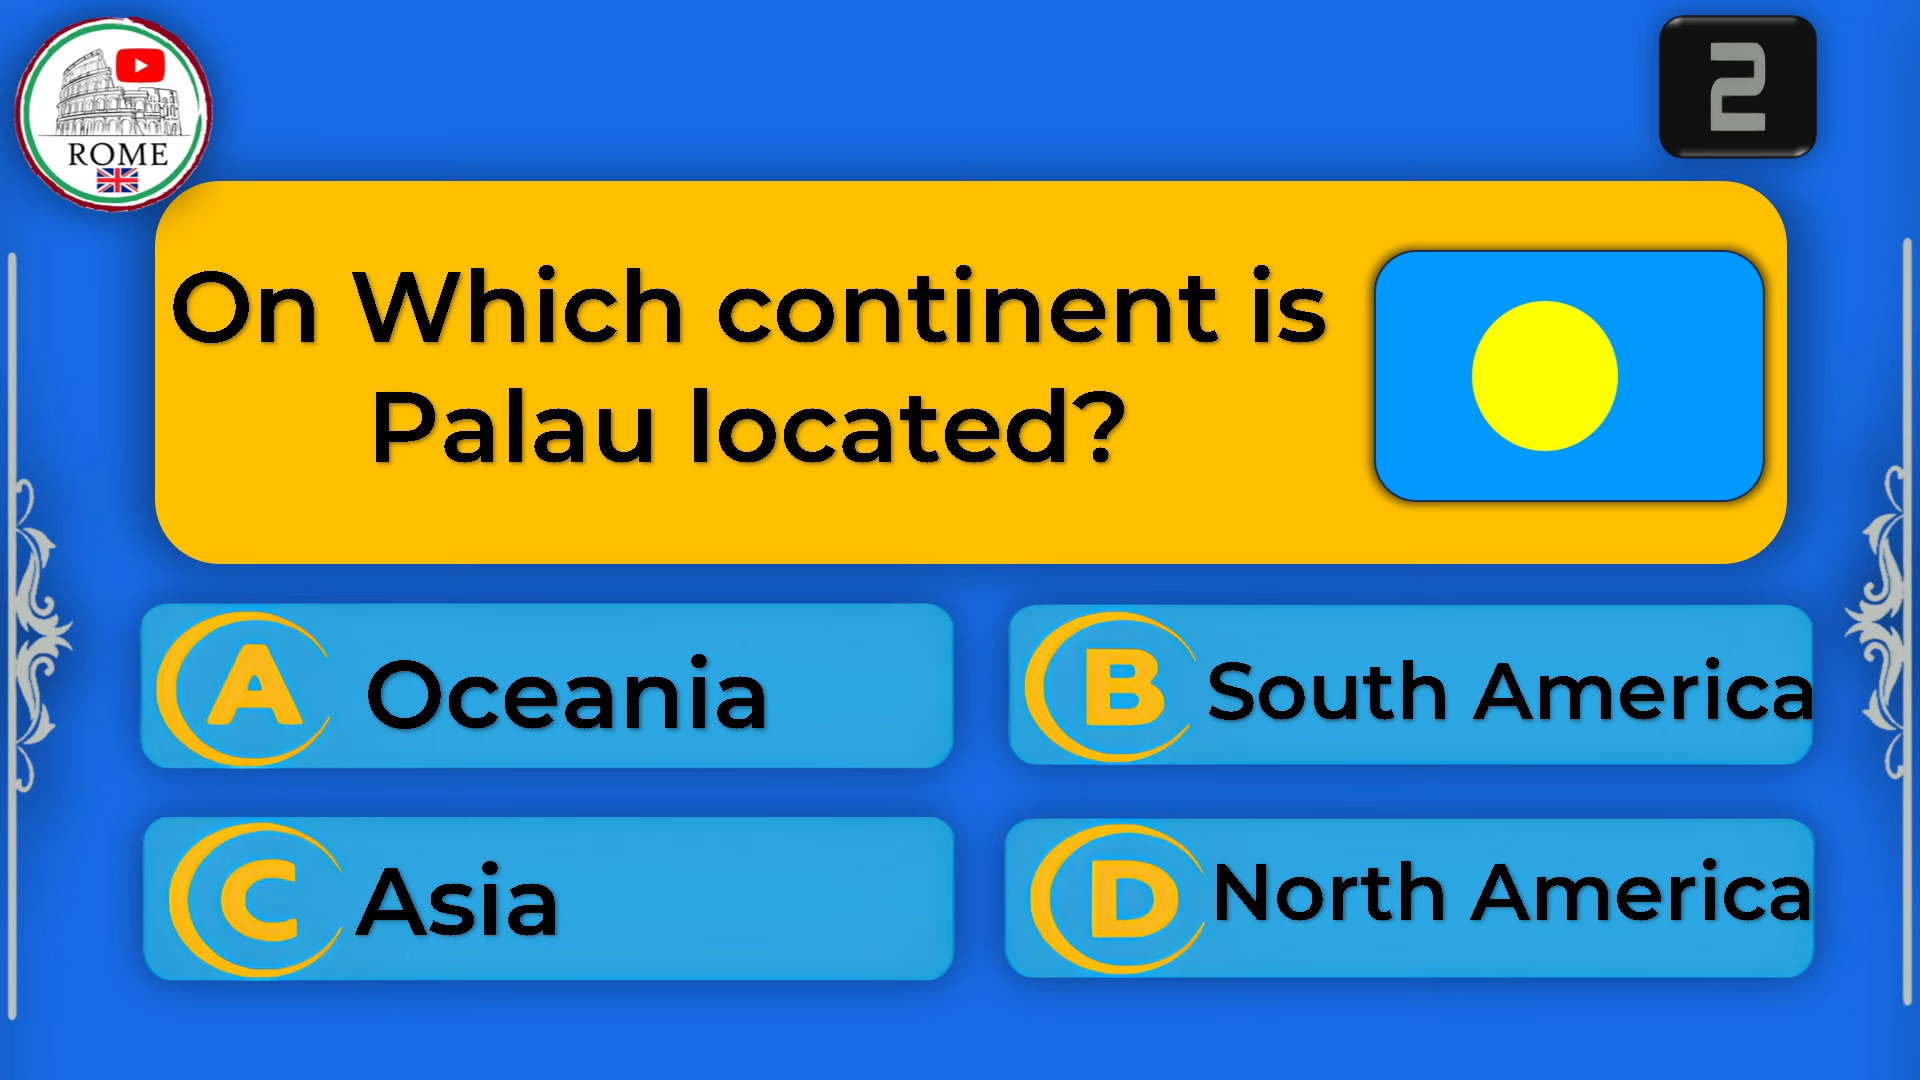 ROME
2
On Which continent is
Palau located?
A Oceania
B South America
C Asia
D North America